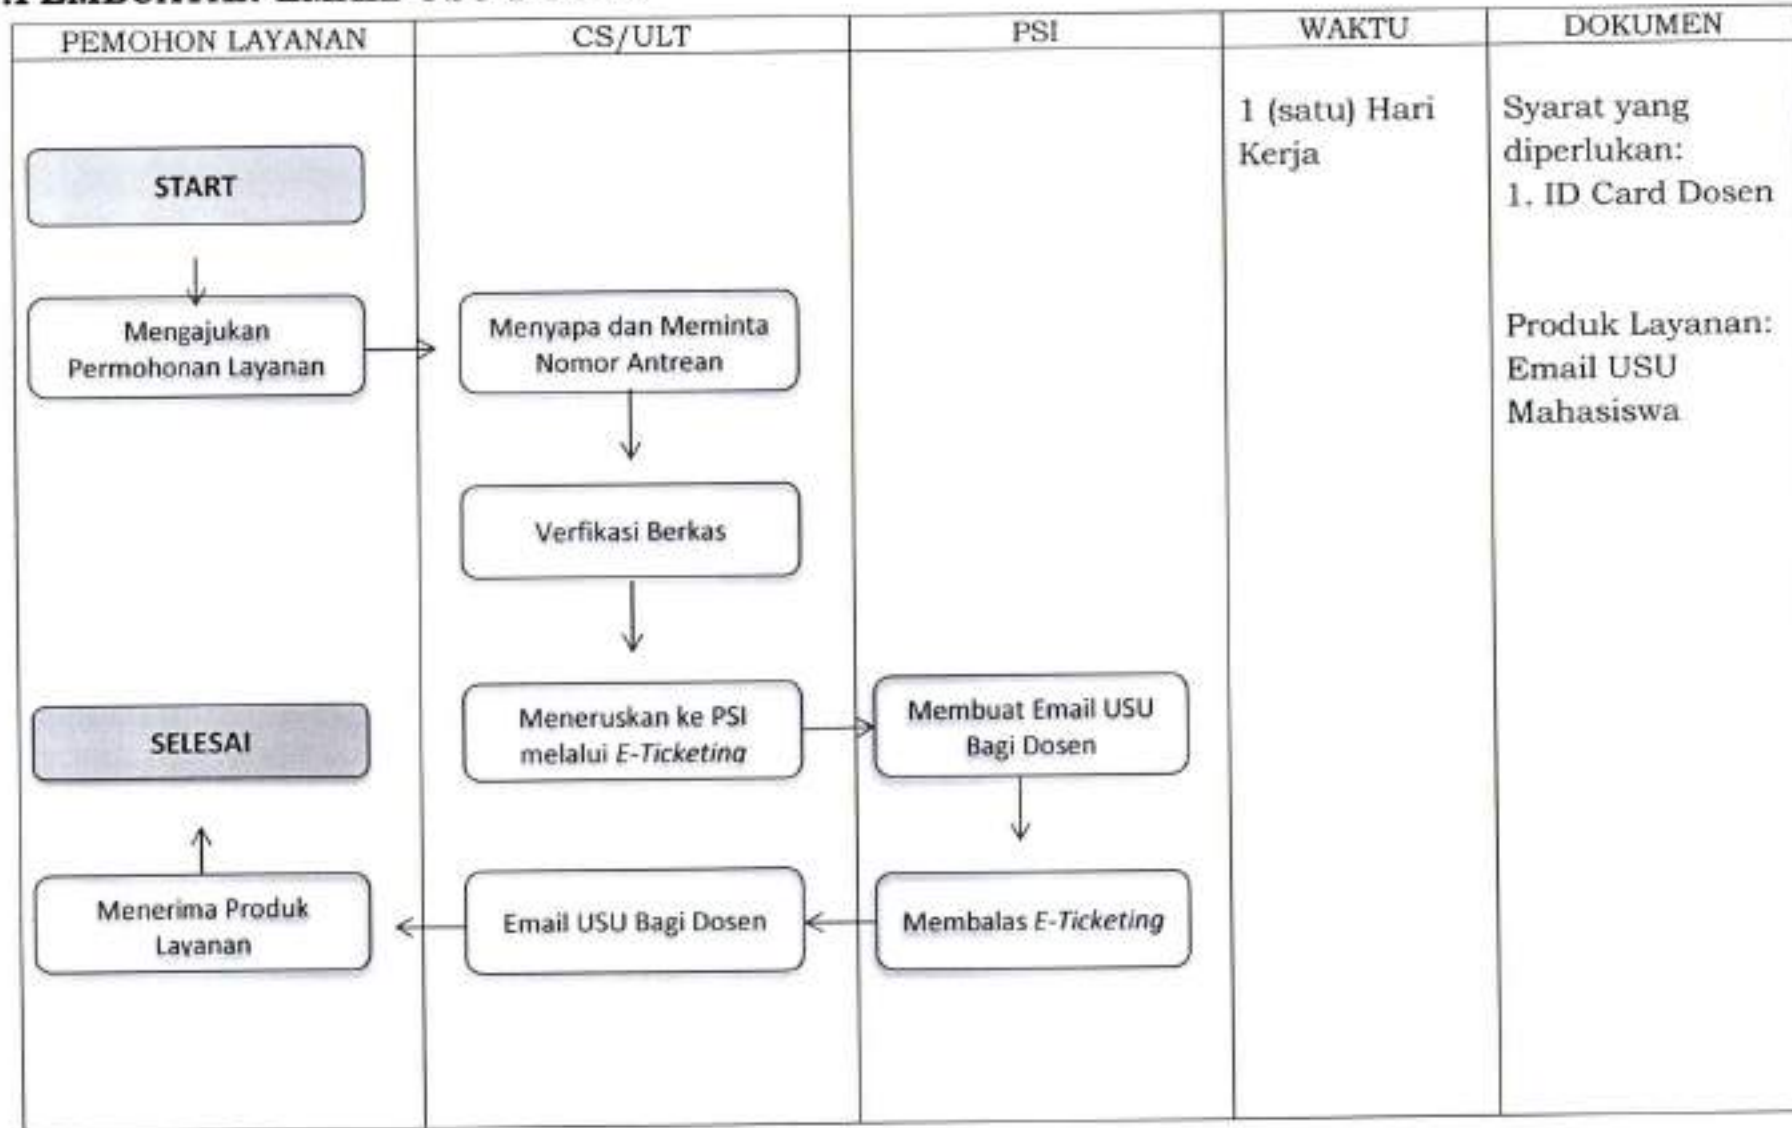 PEMOHON LAYANAN
CS/ULT
PSI
WAKTU
DOKUMEN
1 (satu) Hari
Kerja
Syarat yang
diperlukan:
1. ID Card Dosen
Produk Layanan:
Email USU
Mahasiswa
START
Mengajukan
Permohonan Layanan
Menyapa dan Meminta
Nomor Antrean
Verfikasi Berkas
Meneruskan ke PSI
melalui E-Ticketing
Membuat Email USU
Bagi Dosen
Membalas E-Ticketing
Email USU Bagi Dosen
Menerima Produk
Layanan
SELESAI